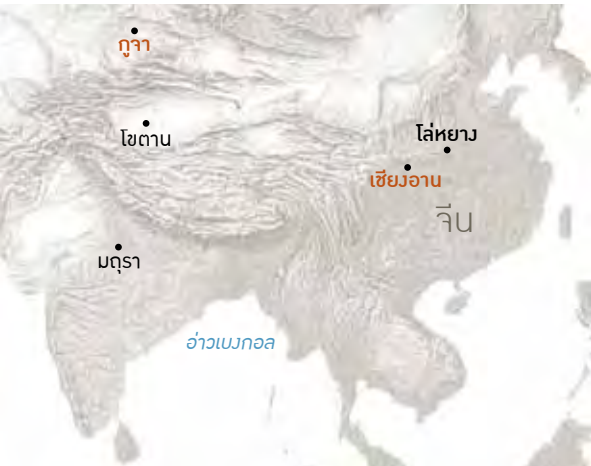 กูจา
โขตาน
โล่หยาง
เซียงอาน
จีน
มถุรา
อ่าวเบงกอล